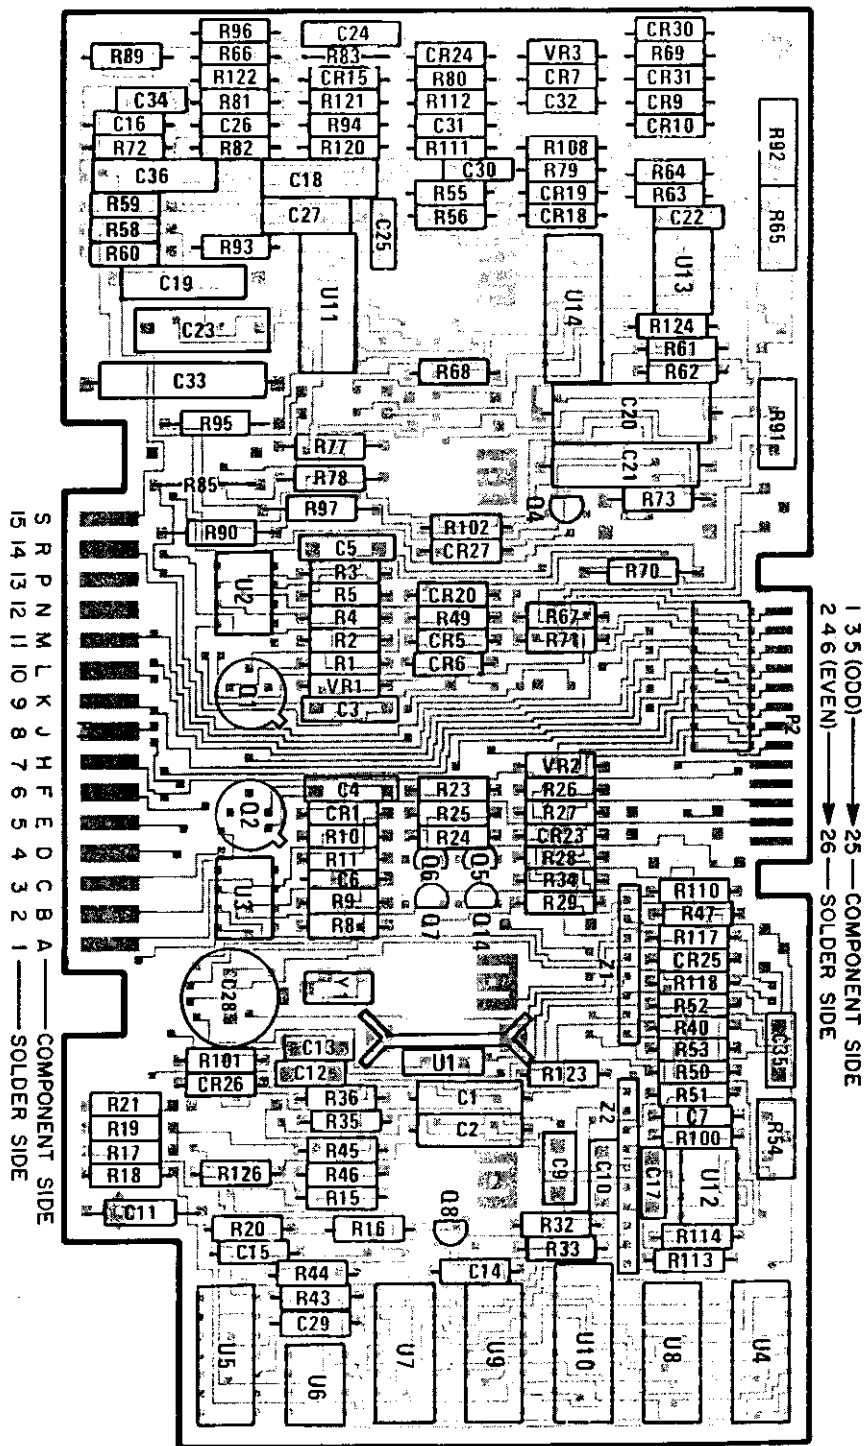 R96
C24
CR30
R89
R66
R83
CR24
VR3
R69
R122
CR15
R80
CR7
CR31
C34
R81
R121
R112
C32
CR9
C16
C26
R94
C31
CR10
R72
R82
R120
R111
R108
R92
C36
C18
C30
R79
R64
R59
R55
CR19
R63
C27
R56
CR18
C22
R65
R58
C25
R60
R93
C19
U11
U14
U13
C23
R124
R61
C33
R68
R62
R95
C20
R91
R77
C21
R85
R78
R73
R97
Q4
R90
R102
C5
CR27
R3
R70
U2
R5
CR20
R4
R49
R67
R2
CR5
R71
R1
CR6
J1
Q1
VR1
C3
P2
VR2
C4
R23
R26
CR1
R25
R27
Q2
R10
R24
CR23
R11
Q6
Q5
R28
C6
R34
R110
U3
R9
R29
R47
R8
Q7
Q14
R117
Z1
CR25
C28
Y1
R118
R52
R40
C13
R53
C35
R101
U1
R123
R50
CR26
C12
R51
R21
R36
C1
Z2
C7
R19
R35
C2
R100
R54
R17
R45
C9
C10
C17
U12
R18
R126
R46
R15
C11
R20
R16
Q8
R32
R114
C15
R33
R113
R44
C14
R43
C29
U5
U6
U7
U9
U10
U8
U4
S R P N M L K J H F E D C B A — COMPONENT SIDE
15 14 13 12 11 10 9 8 7 6 5 4 3 2 1 — SOLDER SIDE
1 3 5 (ODD) → 25 — COMPONENT SIDE
2 4 6 (EVEN) → 26 — SOLDER SIDE